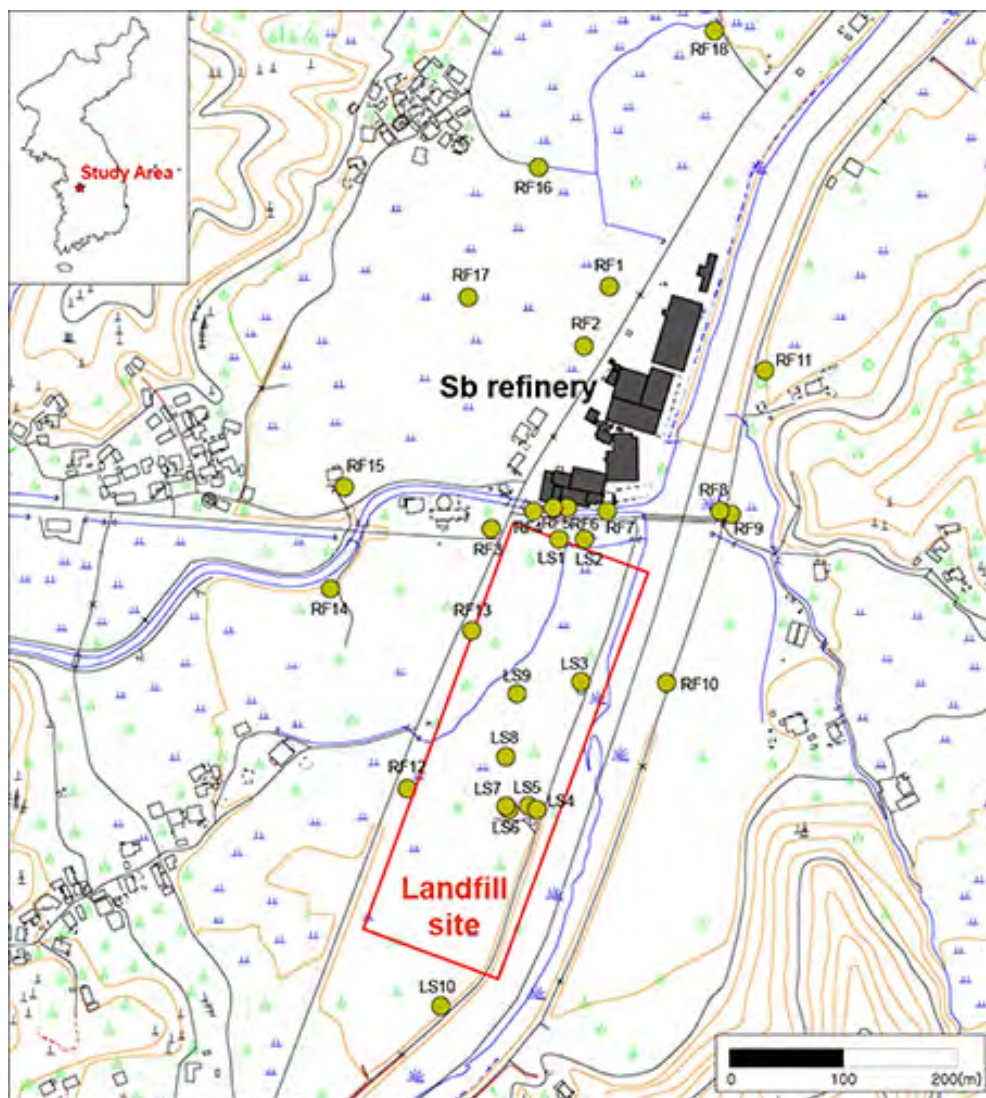 RF18
Study Area
RF16
RF17
RF1
RF2
RF11
Sb refinery
RF15
RF8
RF5
RF6
RF7
RF9
RF3
LS1
LS2
RF14
RF13
LS3
RF10
LS9
LS8
RF12
LS7
LS5
LS4
LS6
Landfill
site
LS10
0
100
200(m)